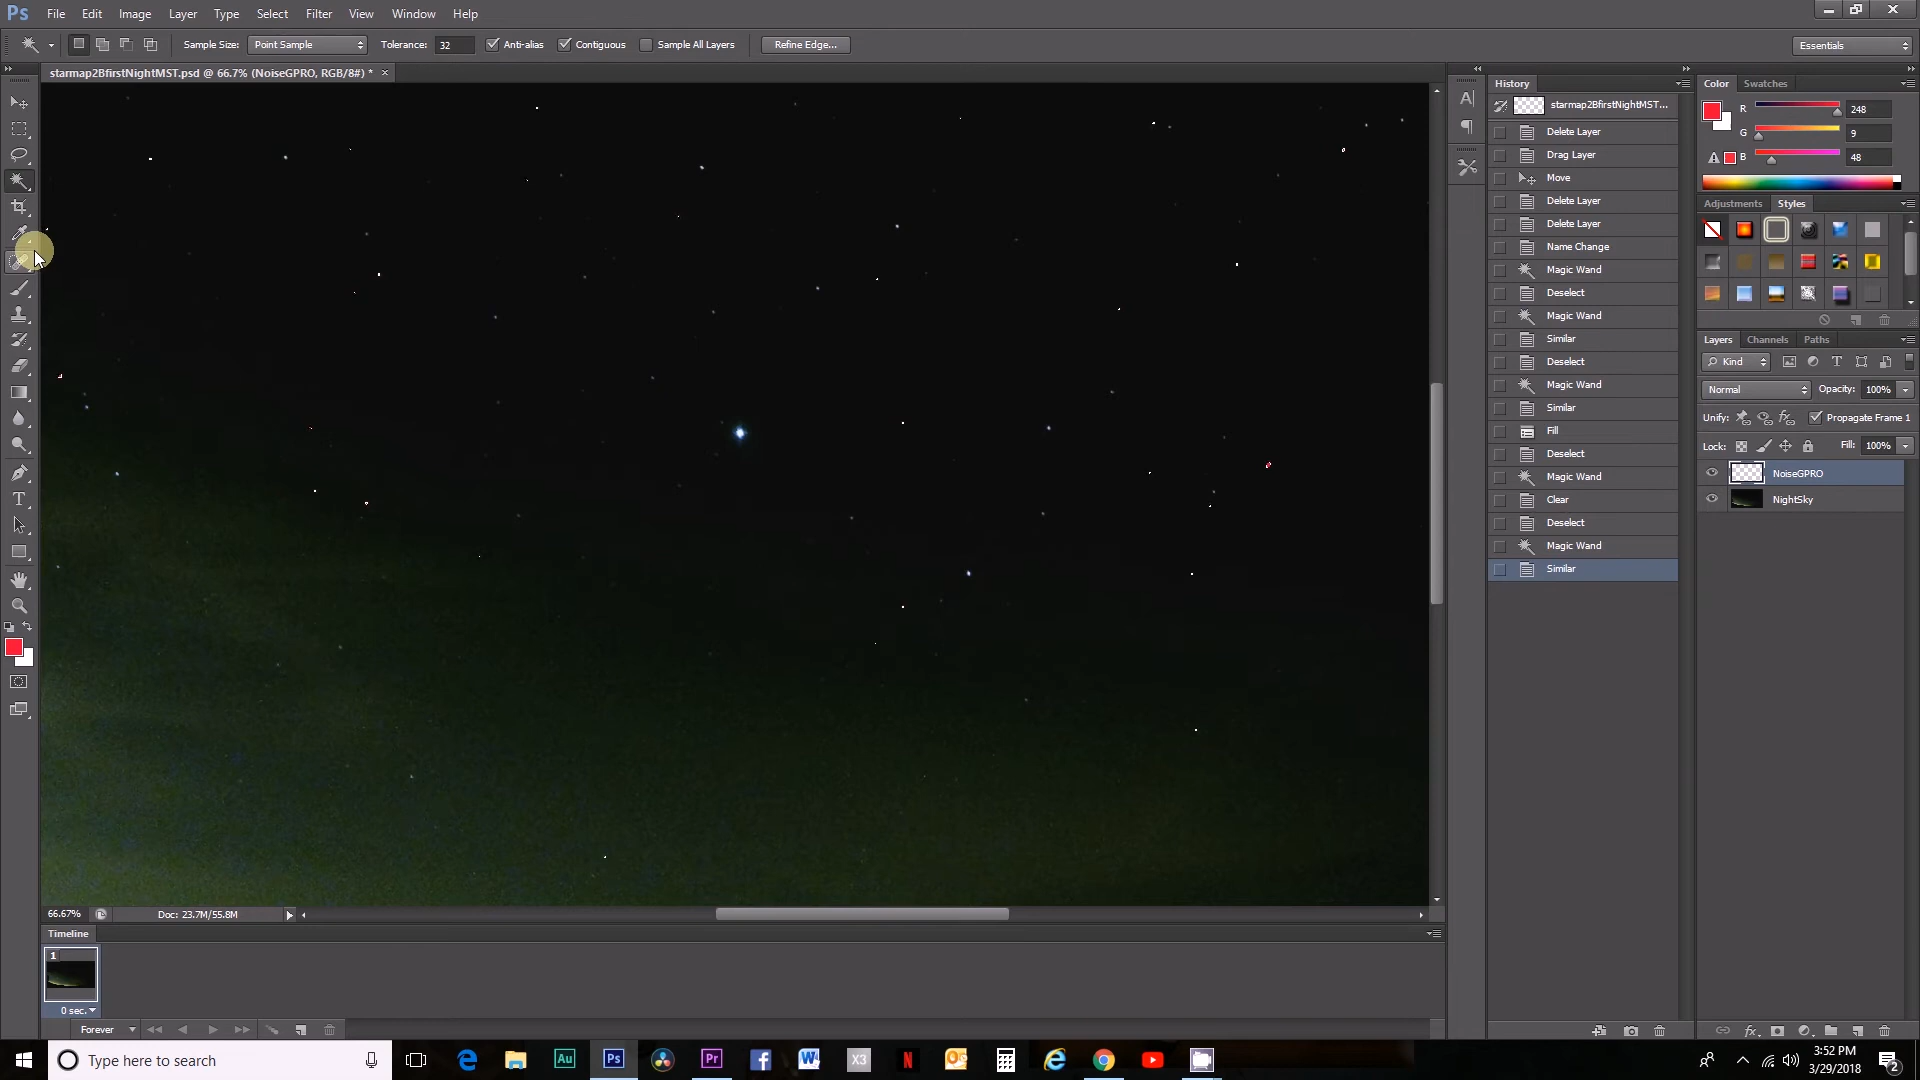 Ps File Edit Image Layer Type Select Filter View Window Help
Sample Size: Point Sample Tolerance: 32 Anti-alias Contiguous Sample All Layers Refine Edge... Essentials
starmap2BfirstNightMST.psd @ 66.7% (NoiseGPRO, RGB/8#) * ×
History
starmap2BfirstNightMST...
Delete Layer
Drag Layer
Move
Delete Layer
Delete Layer
Name Change
Magic Wand
Deselect
Magic Wand
Similar
Deselect
Magic Wand
Similar
Fill
Deselect
Magic Wand
Clear
Deselect
Magic Wand
Similar
Color Swatches
R 248
G 9
B 48
Adjustments Styles
Layers Channels Paths
Kind
Normal Opacity: 100%
Unify: Propagate Frame 1
Lock: Fill: 100%
NoiseGPRO
NightSky
66.67% Doc: 23.7M/55.8M
Timeline
1
0 sec.
Forever
Type here to search
Au Ps Pr X3 N
3:52 PM
3/29/2018
2